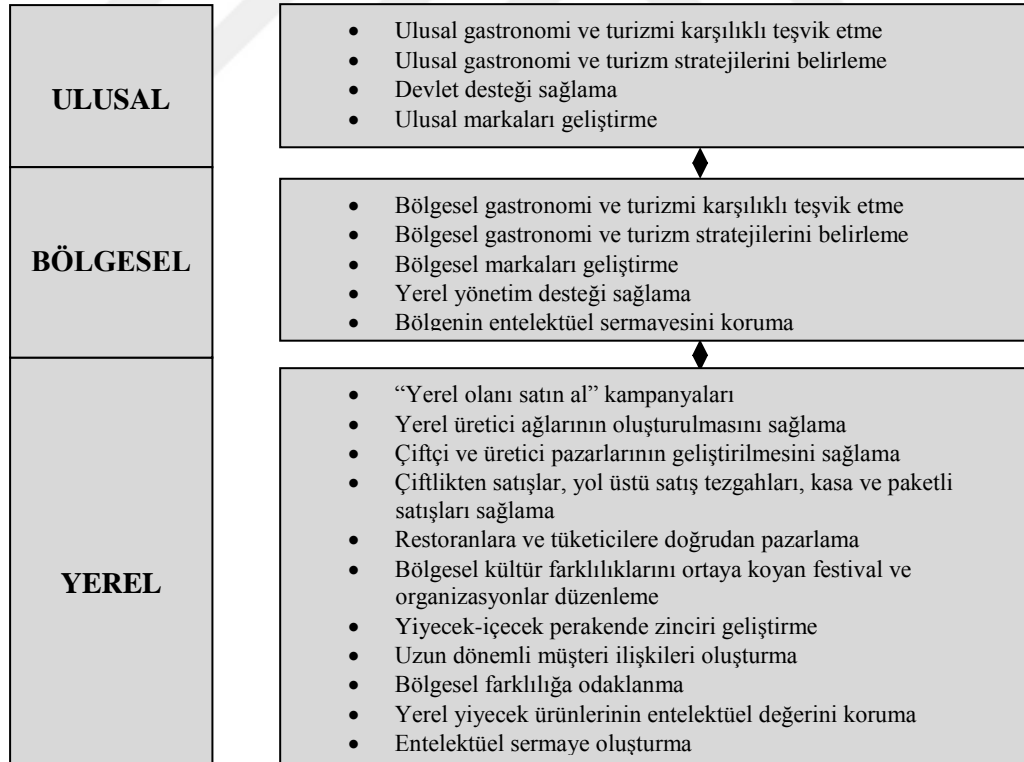 ULUSAL
• Ulusal gastronomi ve turizmi karşılıklı teşvik etme
• Ulusal gastronomi ve turizm stratejilerini belirleme
• Devlet desteği sağlama
• Ulusal markaları geliştirme
BÖLGESEL
• Bölgesel gastronomi ve turizmi karşılıklı teşvik etme
• Bölgesel gastronomi ve turizm stratejilerini belirleme
• Bölgesel markaları geliştirme
• Yerel yönetim desteği sağlama
• Bölgenin entelektüel sermayesini koruma
YEREL
• “Yerel olanı satın al” kampanyaları
• Yerel üretici ağlarının oluşturulmasını sağlama
• Çiftçi ve üretici pazarlarının geliştirilmesini sağlama
• Çiftlikten satışlar, yol üstü satış tezgahları, kasa ve paketli
satışları sağlama
• Restoranlara ve tüketicilere doğrudan pazarlama
• Bölgesel kültür farklılıklarını ortaya koyan festival ve
organizasyonlar düzenleme
• Yiyecek-içecek perakende zinciri geliştirme
• Uzun dönemli müşteri ilişkileri oluşturma
• Bölgesel farklılığa odaklanma
• Yerel yiyecek ürünlerinin entelektüel değerini koruma
• Entelektüel sermaye oluşturma